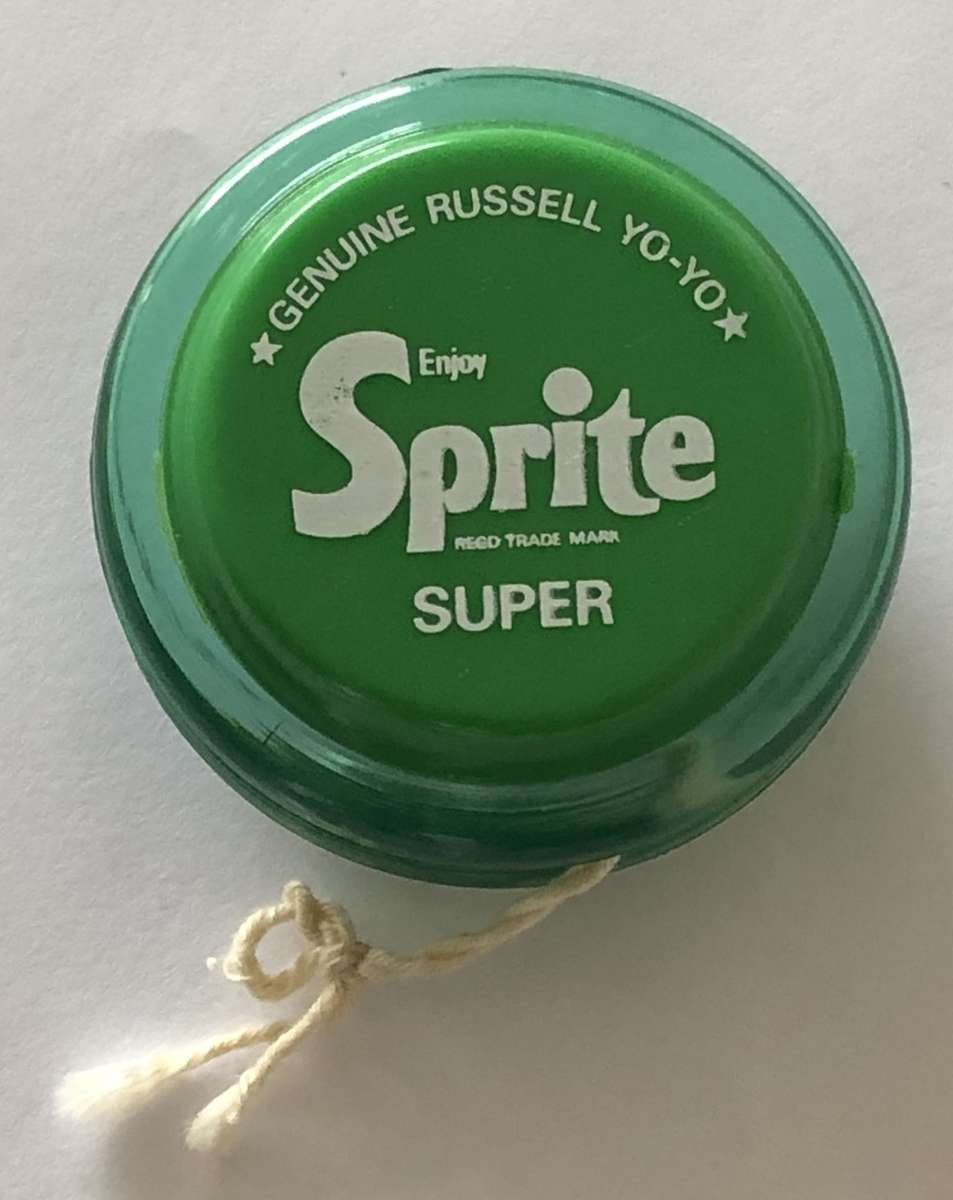 ★GENUINE RUSSELL YO-YO★
Enjoy
Sprite
REGD TRADE MARK
SUPER